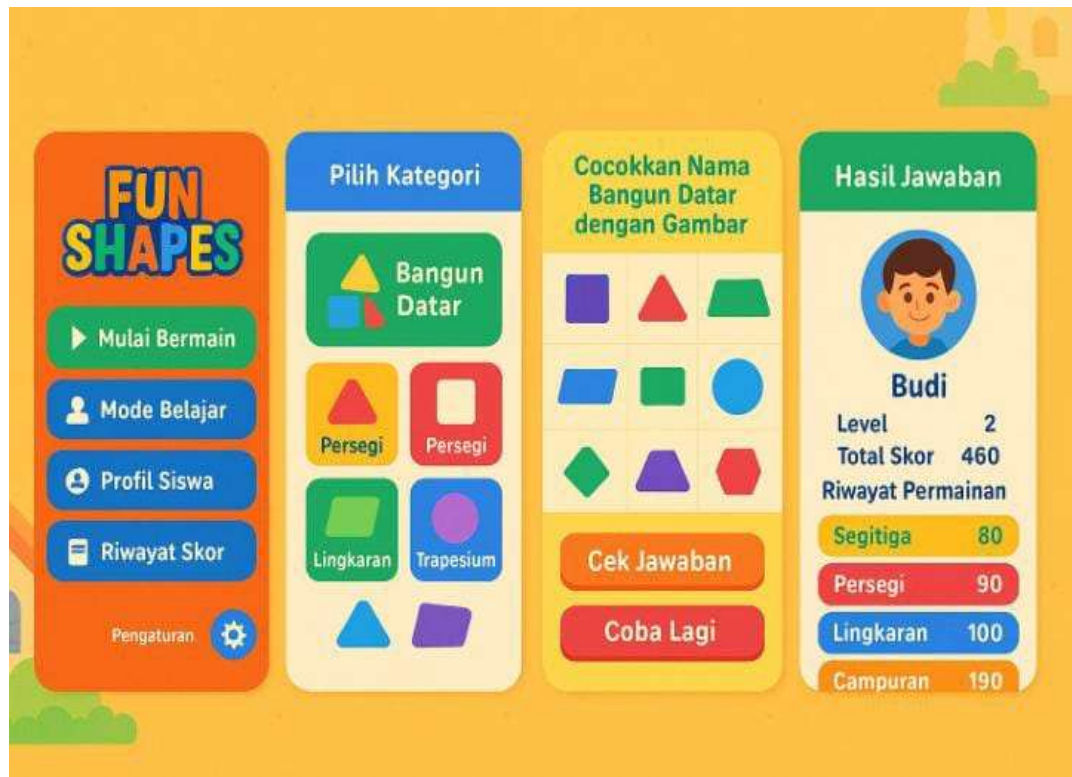 FUN
SHAPES
Mulai Bermain
Mode Belajar
Profil Siswa
Riwayat Skor
Pengaturan
Pilih Kategori
Bangun
Datar
Persegi
Persegi
Lingkaran
Trapesium
Cocokkan Nama
Bangun Datar
dengan Gambar
Cek Jawaban
Coba Lagi
Hasil Jawaban
Budi
Level 2
Total Skor 460
Riwayat Permainan
Segitiga 80
Persegi 90
Lingkaran 100
Campuran 190